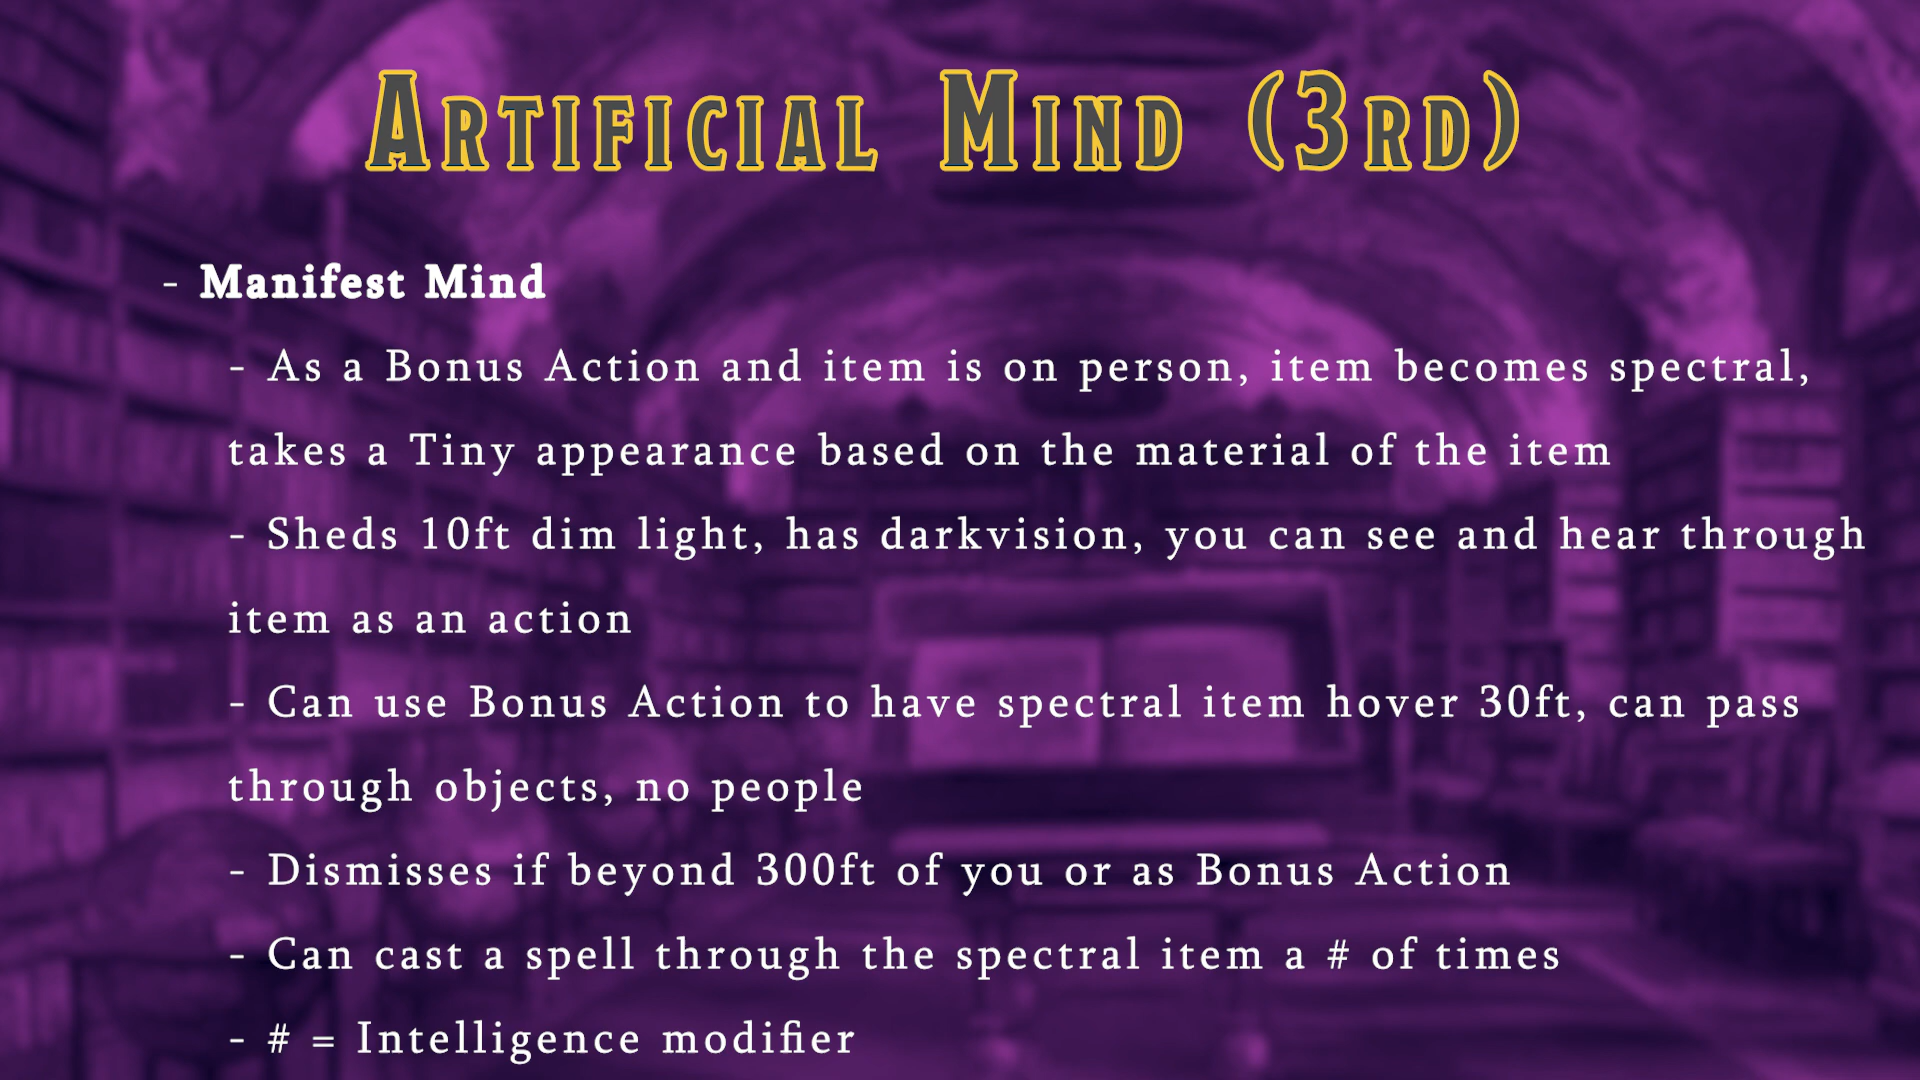 Artificial Mind (3rd)
- Manifest Mind
- As a Bonus Action and item is on person, item becomes spectral,
takes a Tiny appearance based on the material of the item
- Sheds 10ft dim light, has darkvision, you can see and hear through
item as an action
- Can use Bonus Action to have spectral item hover 30ft, can pass
through objects, no people
- Dismisses if beyond 300ft of you or as Bonus Action
- Can cast a spell through the spectral item a # of times
- # = Intelligence modifier